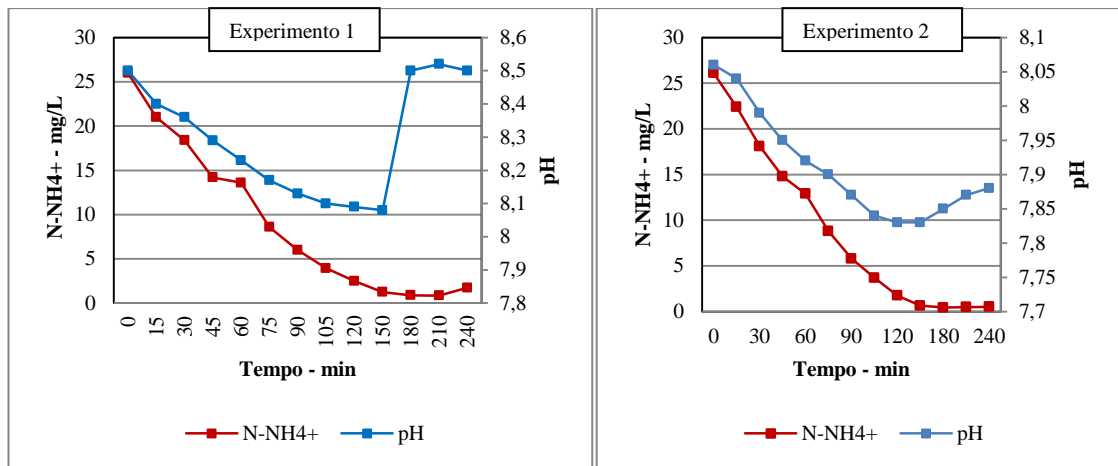 Experimento 1
30
25
20
15
10
5
0
N-NH4+ - mg/L
8,6
8,5
8,4
8,3
8,2
8,1
8
7,9
7,8
pH
0 15 30 45 60 75 90 105 120 150 180 210 240
Tempo - min
N-NH4+ pH
Experimento 2
30
25
20
15
10
5
0
N-NH4+ - mg/L
8,1
8,05
8
7,95
7,9
7,85
7,8
7,75
7,7
pH
0 30 60 90 120 180 240
Tempo - min
N-NH4+ pH